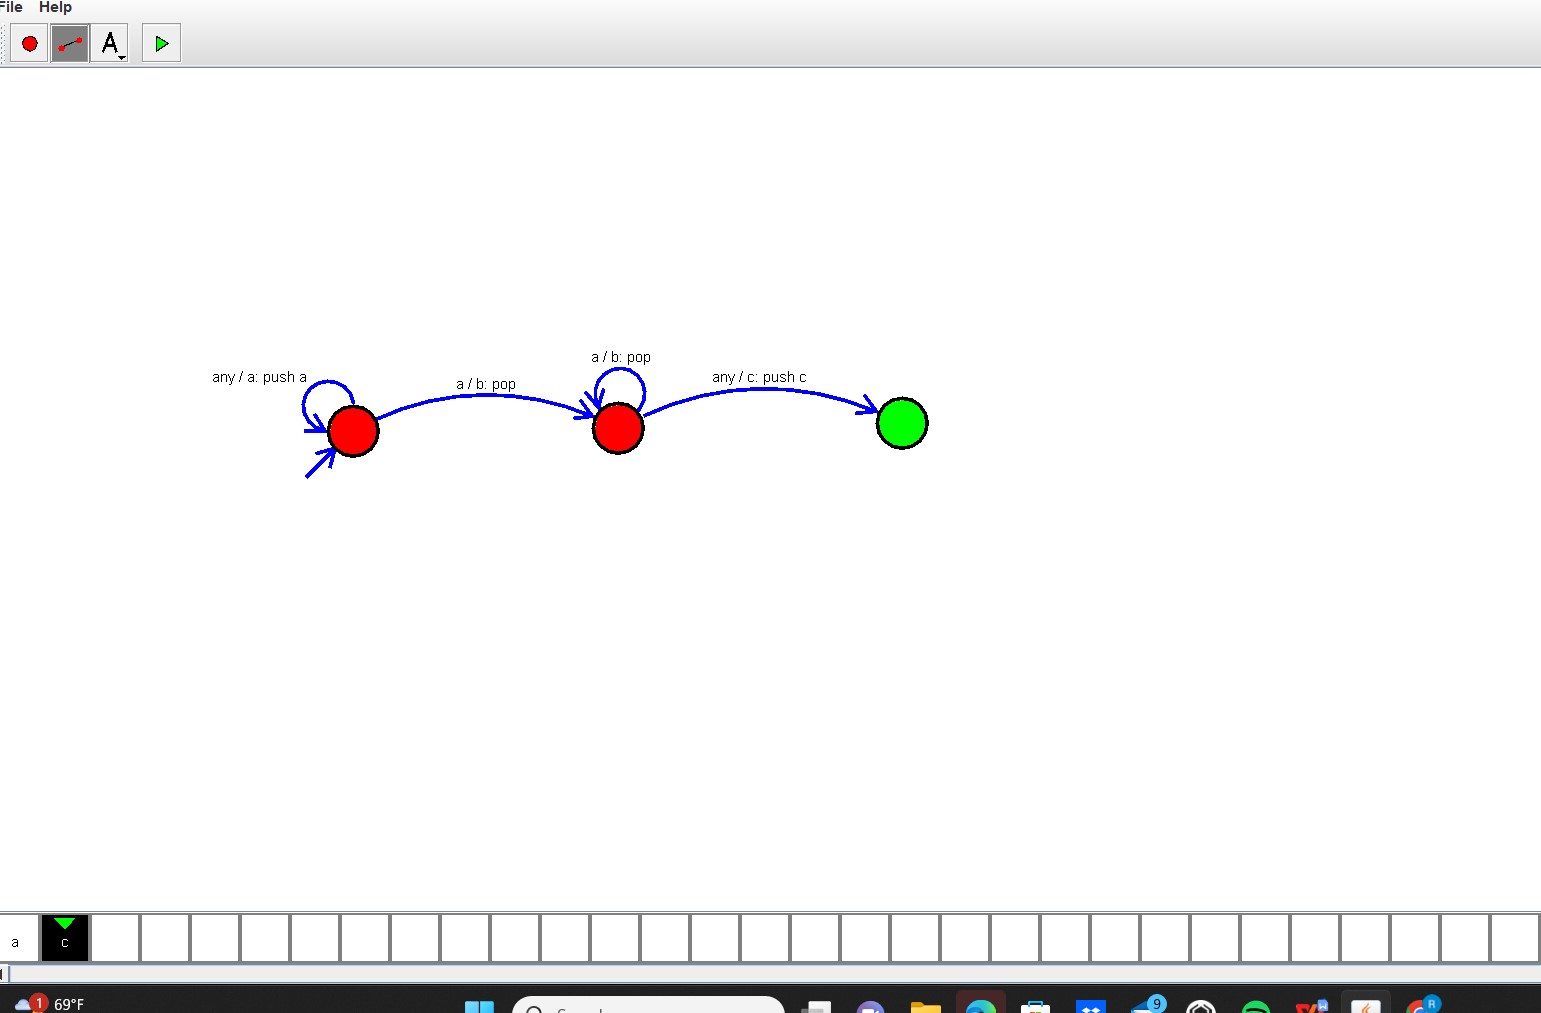 File Help
A
a / b: pop
any / a: push a
a / b: pop
any / c: push c
a c
1 69°F
9
R